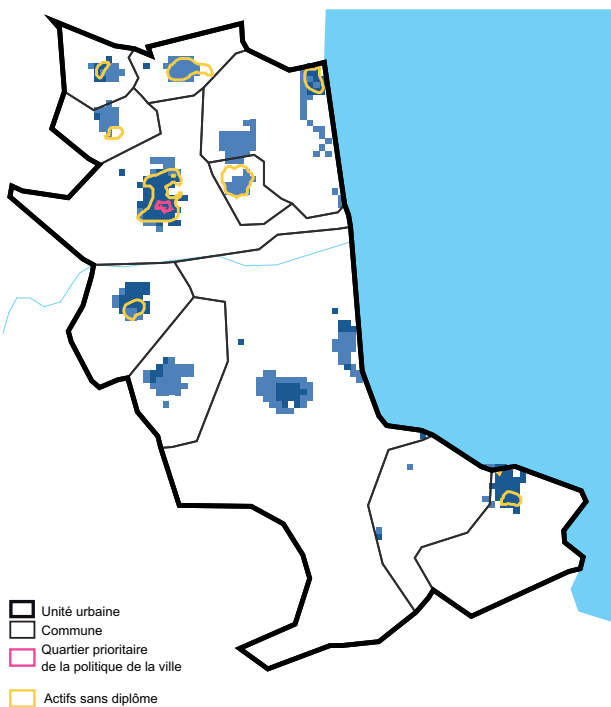 Unité urbaine
Commune
Quartier prioritaire
de la politique de la ville
Actifs sans diplôme